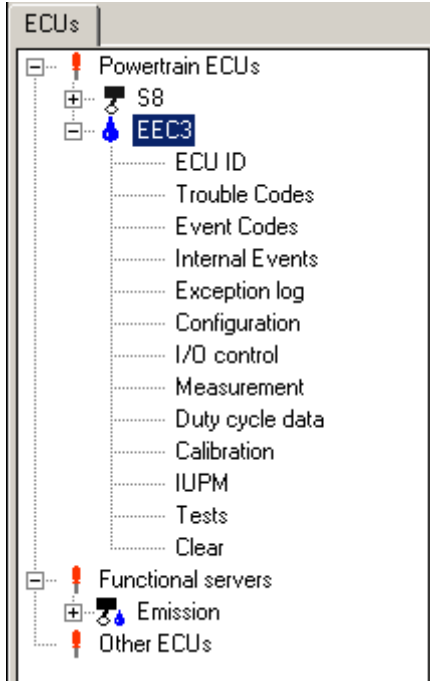 ECUs
Powertrain ECUs
S8
EEC3
ECU ID
Trouble Codes
Event Codes
Internal Events
Exception log
Configuration
I/O control
Measurement
Duty cycle data
Calibration
IUPM
Tests
Clear
Functional servers
Emission
Other ECUs